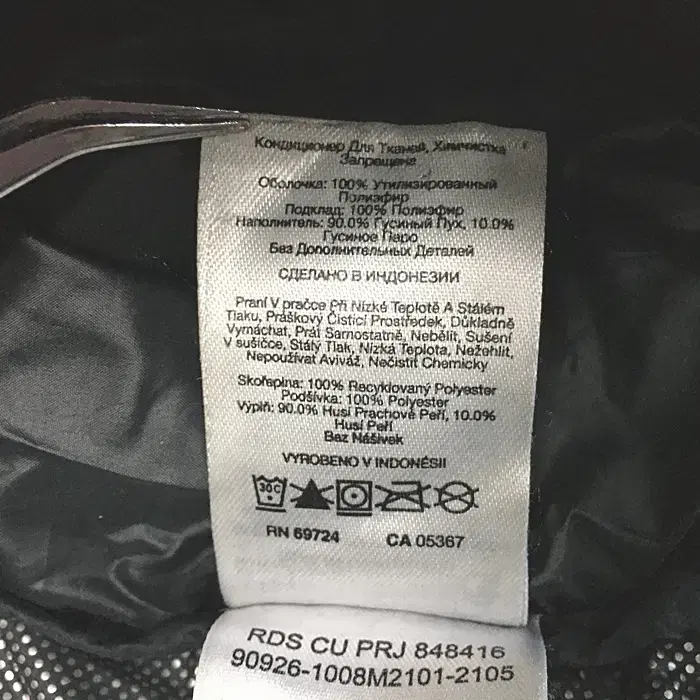 Кондиционер Для Тканей, Химчистка
Запрещена
Оболочка: 100% Утилизированный
Полиэфир
Подклад: 100% Полиэфир
Наполнитель: 90.0% Гусиный Пух, 10.0%
Гусиное Перо
Без Дополнительных Деталей
СДЕЛАНО В ИНДОНЕЗИИ
Praní V pračce Při Nízké Teplotě A Stálém
Tlaku, Práškový Čisticí Prostředek, Důkladně
Vymáchat, Prát Samostatně, Nebělit, Sušení
V sušičce, Stálý Tlak, Nízká Teplota, Nežehlit,
Nepoužívat Aviváž, Nečistit Chemicky
Skořepina: 100% Recyklovaný Polyester
Podšívka: 100% Polyester
Výplň: 90.0% Husí Prachové Peří, 10.0%
Husí Peří
Bez Nášivek
VYROBENO V INDONÉSII
30C
RN 69724 CA 05367
RDS CU PRJ 848416
90926-1008M2101-2105